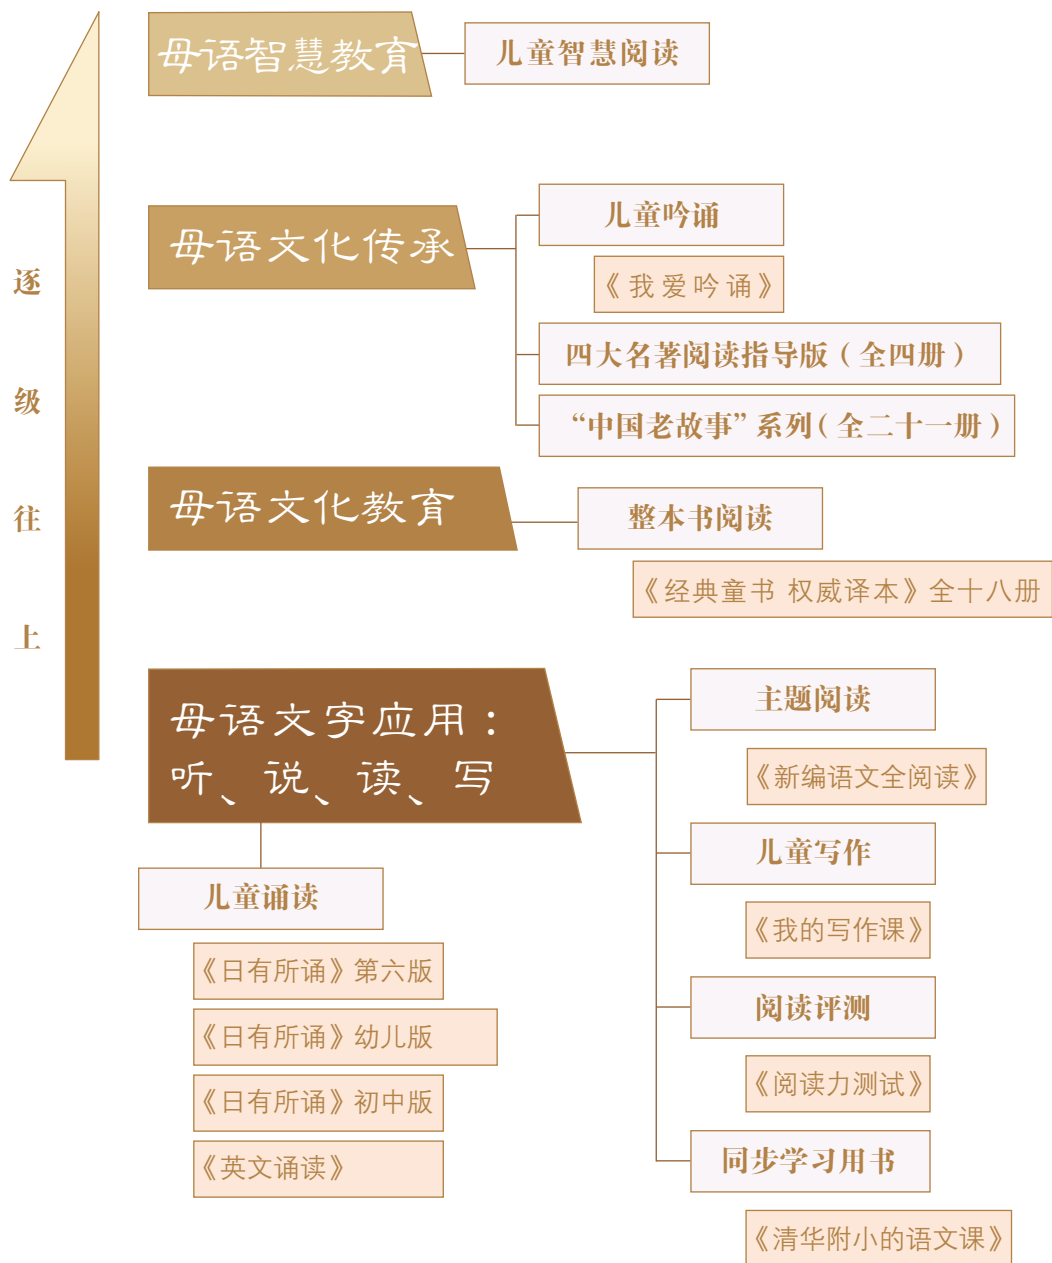 母语智慧教育
儿童智慧阅读
母语文化传承
儿童吟诵
《我爱吟诵》
四大名著阅读指导版（全四册）
“中国老故事”系列（全二十一册）
母语文化教育
整本书阅读
《经典童书 权威译本》全十八册
母语文字应用：
听、说、读、写
主题阅读
《新编语文全阅读》
儿童写作
《我的写作课》
阅读评测
《阅读力测试》
同步学习用书
《清华附小的语文课》
儿童诵读
《日有所诵》第六版
《日有所诵》幼儿版
《日有所诵》初中版
《英文诵读》
逐
级
往
上